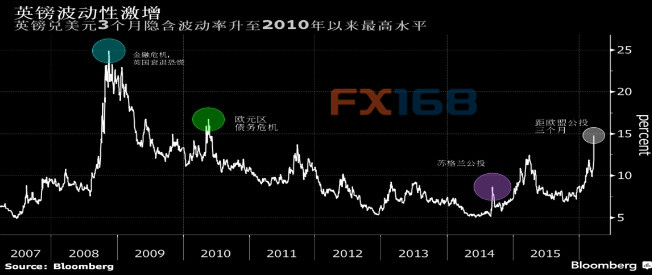 英镑波动性激增
英镑兑美元3个月隐含波动率升至2010年以来最高水平
金融危机,
英国衰退恐慌
欧元区
债务危机
FX168
苏格兰公投
距欧盟公投
三个月
25
20
15
10
5
percent
2007 2008 2009 2010 2011 2012 2013 2014 2015
Source: Bloomberg
Bloomberg